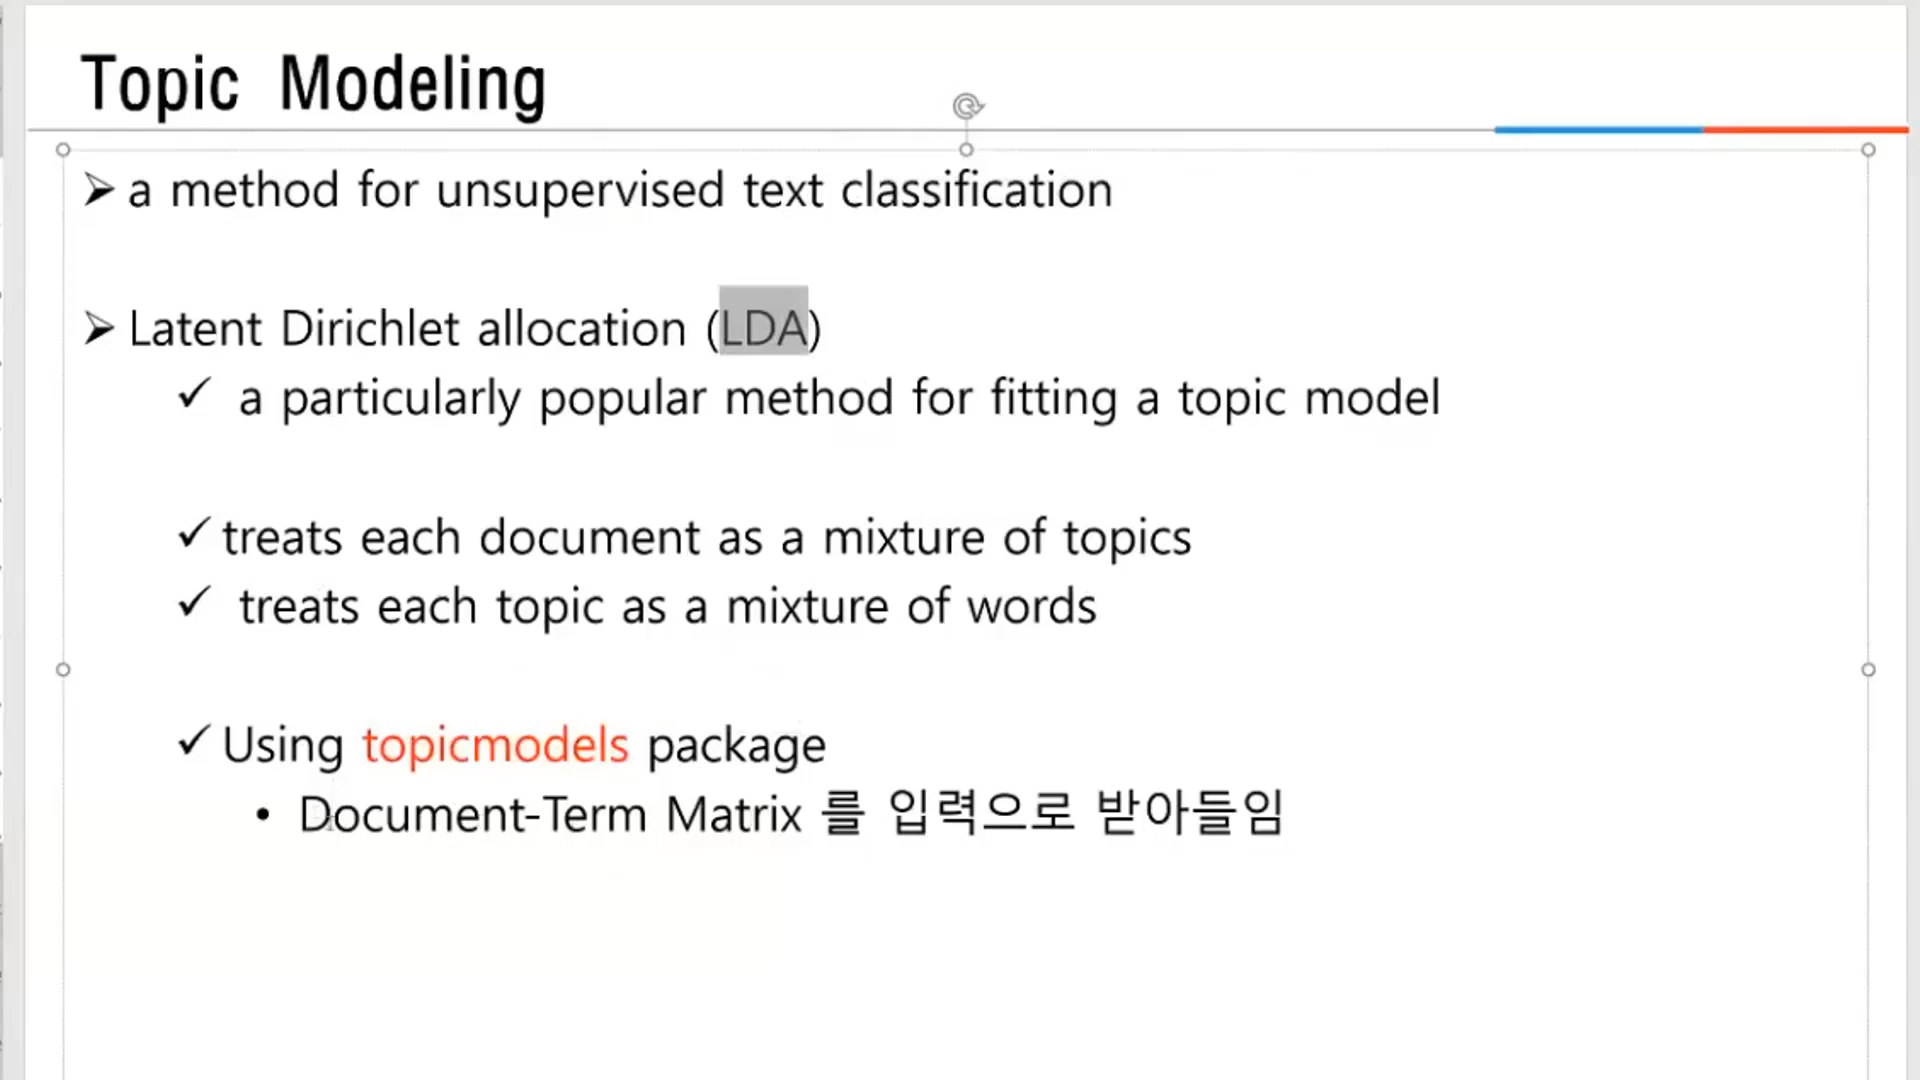 Topic Modeling
➢ a method for unsupervised text classification
➢ Latent Dirichlet allocation (LDA)
✓ a particularly popular method for fitting a topic model
✓ treats each document as a mixture of topics
✓ treats each topic as a mixture of words
✓ Using topicmodels package
• Document-Term Matrix 를 입력으로 받아들임